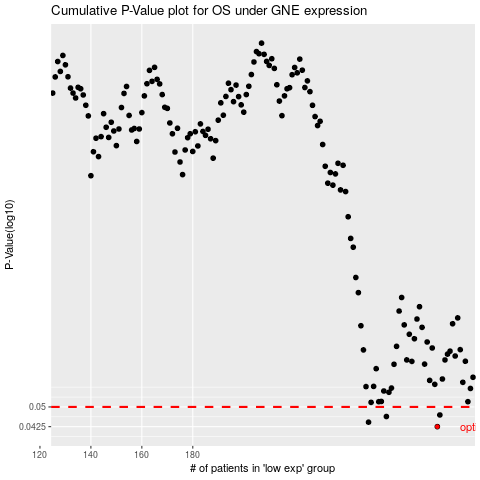 Cumulative P-Value plot for OS under GNE expression
P-Value(log10)
0.05
0.0425
opti
120 140 160 180
# of patients in 'low exp' group